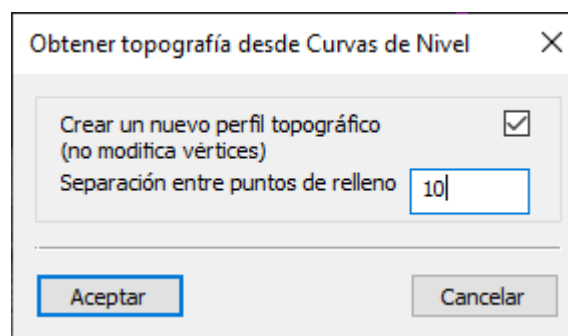 Obtener topografía desde Curvas de Nivel
Crear un nuevo perfil topográfico
(no modifica vértices)
Separación entre puntos de relleno 10
Aceptar Cancelar